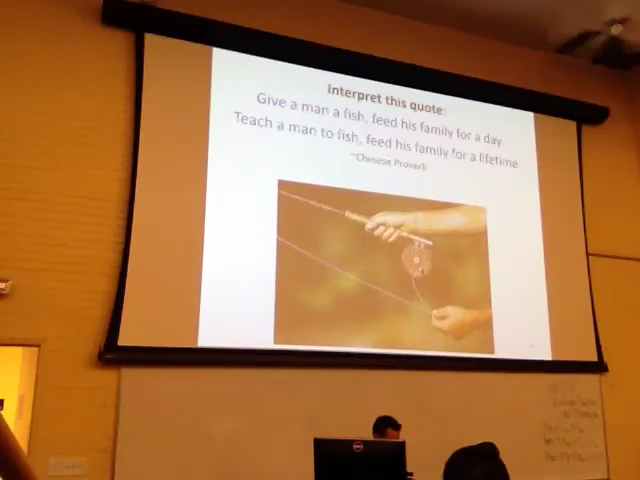 Interpret this quote:
Give a man a fish, feed his family for a day
Teach a man to fish, feed his family for a lifetime
~Chinese Proverb
DELL